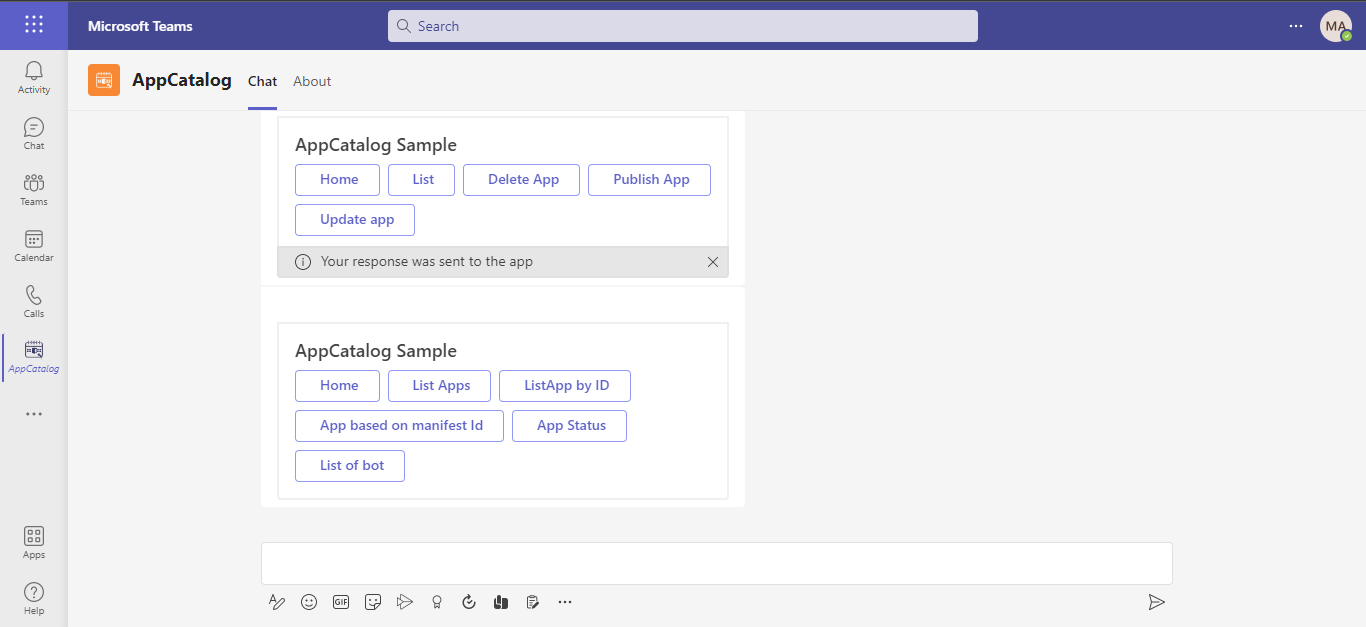 Microsoft Teams
Search
MA
Activity
Chat
Teams
Calendar
Calls
AppCatalog
Apps
Help
AppCatalog Chat About
AppCatalog Sample
Home List Delete App Publish App
Update app
Your response was sent to the app
AppCatalog Sample
Home List Apps ListApp by ID
App based on manifest Id App Status
List of bot
GIF